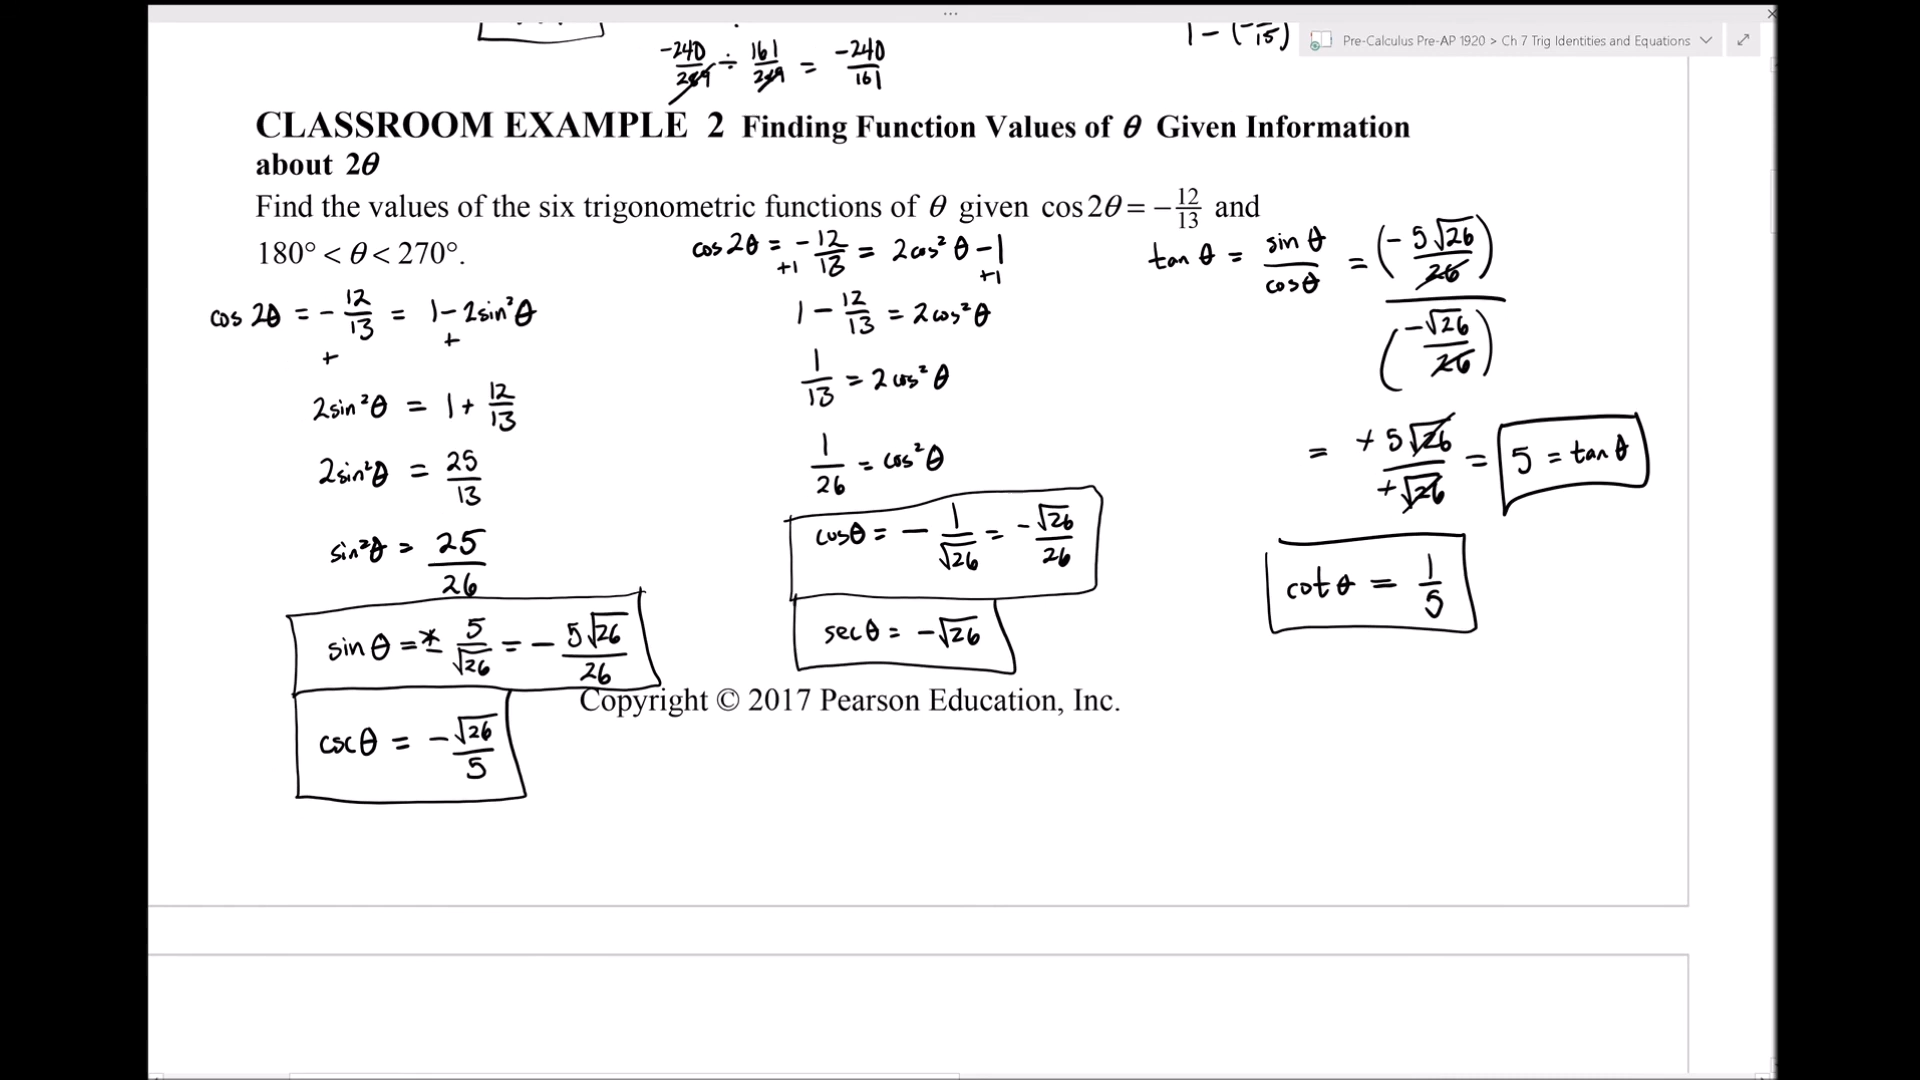 1 - (-/15)
Pre-Calculus Pre-AP 1920 > Ch 7 Trig Identities and Equations
-240/289 ÷ 161/289 = -240/161
CLASSROOM EXAMPLE 2 Finding Function Values of θ Given Information
about 2θ
Find the values of the six trigonometric functions of θ given cos 2θ = -12/13 and
180° < θ < 270°.
cos 2θ = -12/13 = 1 - 2sin²θ
+ +
2sin²θ = 1 + 12/13
2sin²θ = 25/13
sin²θ = 25/26
sin θ = ± 5/√26 = - 5√26/26
csc θ = - √26/5
cos 2θ = -12/13 = 2cos²θ - 1
+1 +1
1 - 12/13 = 2cos²θ
1/13 = 2cos²θ
1/26 = cos²θ
cosθ = - 1/√26 = - √26/26
sec θ = -√26
tan θ = sin θ/cos θ = (- 5√26/26)/(-√26/26)
= +5√26/+√26 = 5 = tan θ
cot θ = 1/5
Copyright © 2017 Pearson Education, Inc.